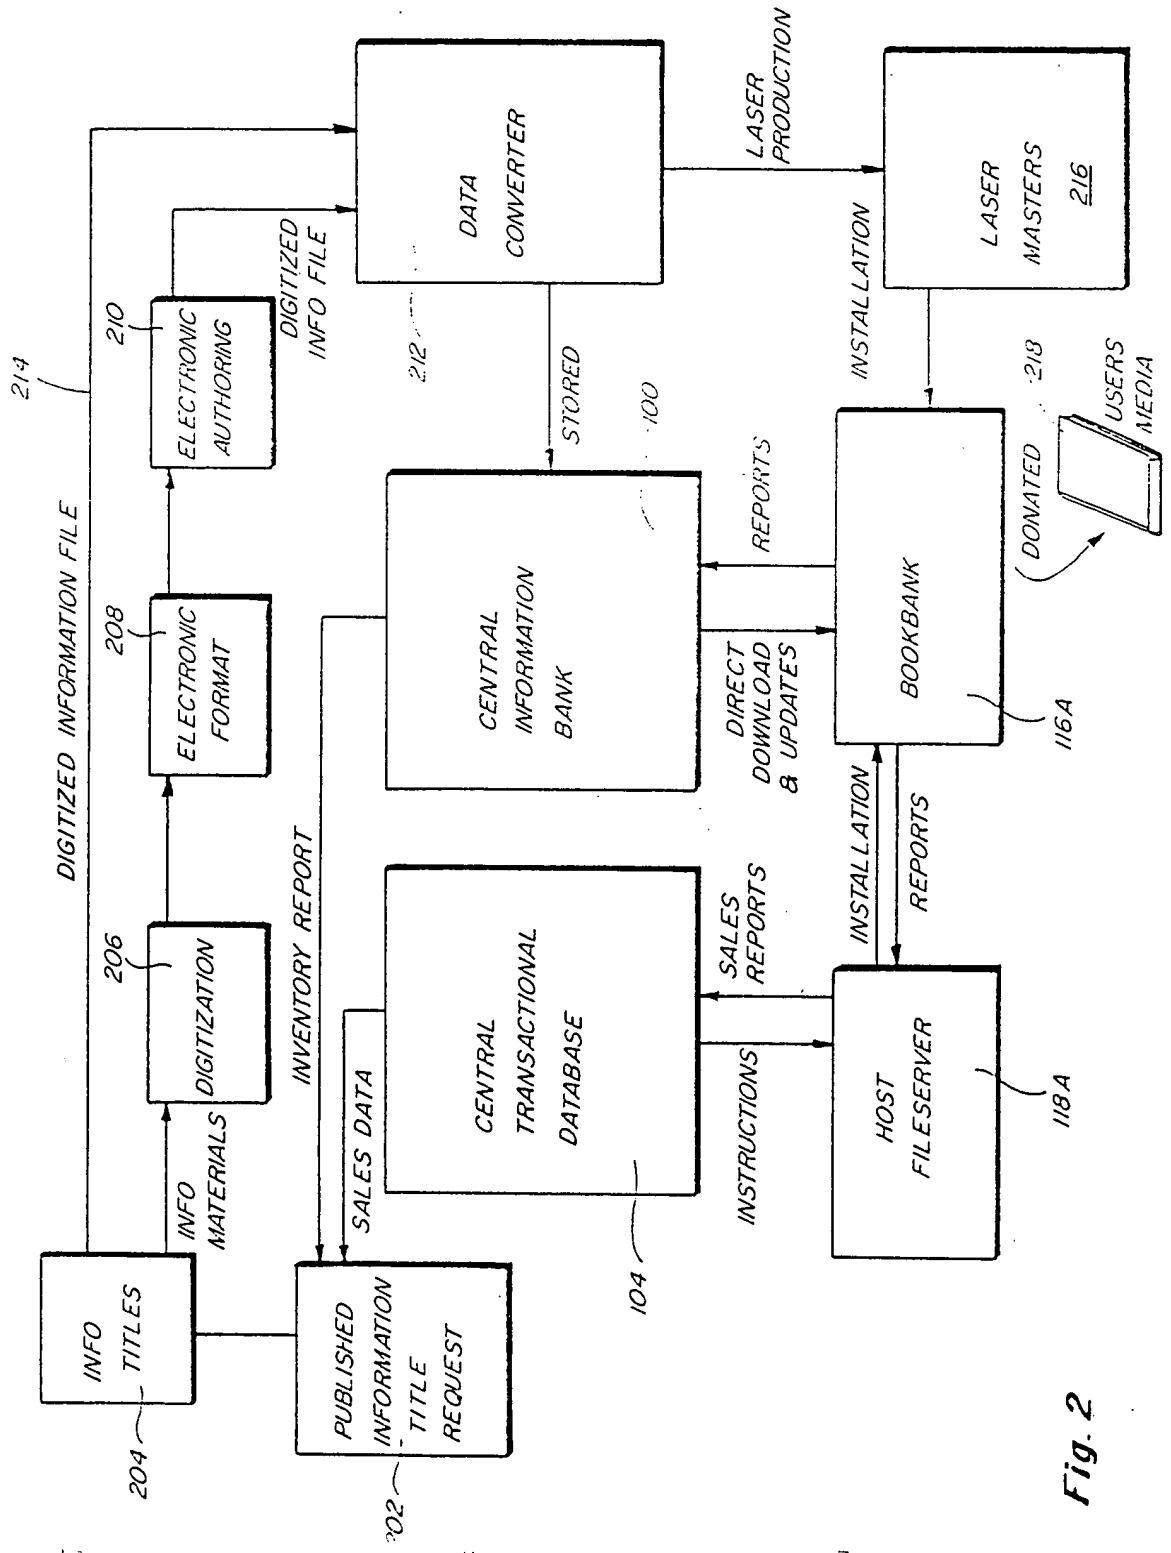 214
DIGITIZED INFORMATION FILE
204
INFO
TITLES
INFO
MATERIALS
206
DIGITIZATION
208
ELECTRONIC
FORMAT
210
ELECTRONIC
AUTHORING
DIGITIZED
INFO FILE
PUBLISHED
INFORMATION
TITLE
REQUEST
INVENTORY REPORT
SALES DATA
212
DATA
CONVERTER
STORED
100
CENTRAL
INFORMATION
BANK
CENTRAL
TRANSACTIONAL
DATABASE
104
INSTRUCTIONS
SALES
REPORTS
DIRECT
DOWNLOAD
& UPDATES
REPORTS
LASER
PRODUCTION
HOST
FILESERVER
118A
INSTALLATION
REPORTS
BOOKBANK
116A
INSTALLATION
LASER
MASTERS
216
DONATED
218
USERS
MEDIA
Fig. 2